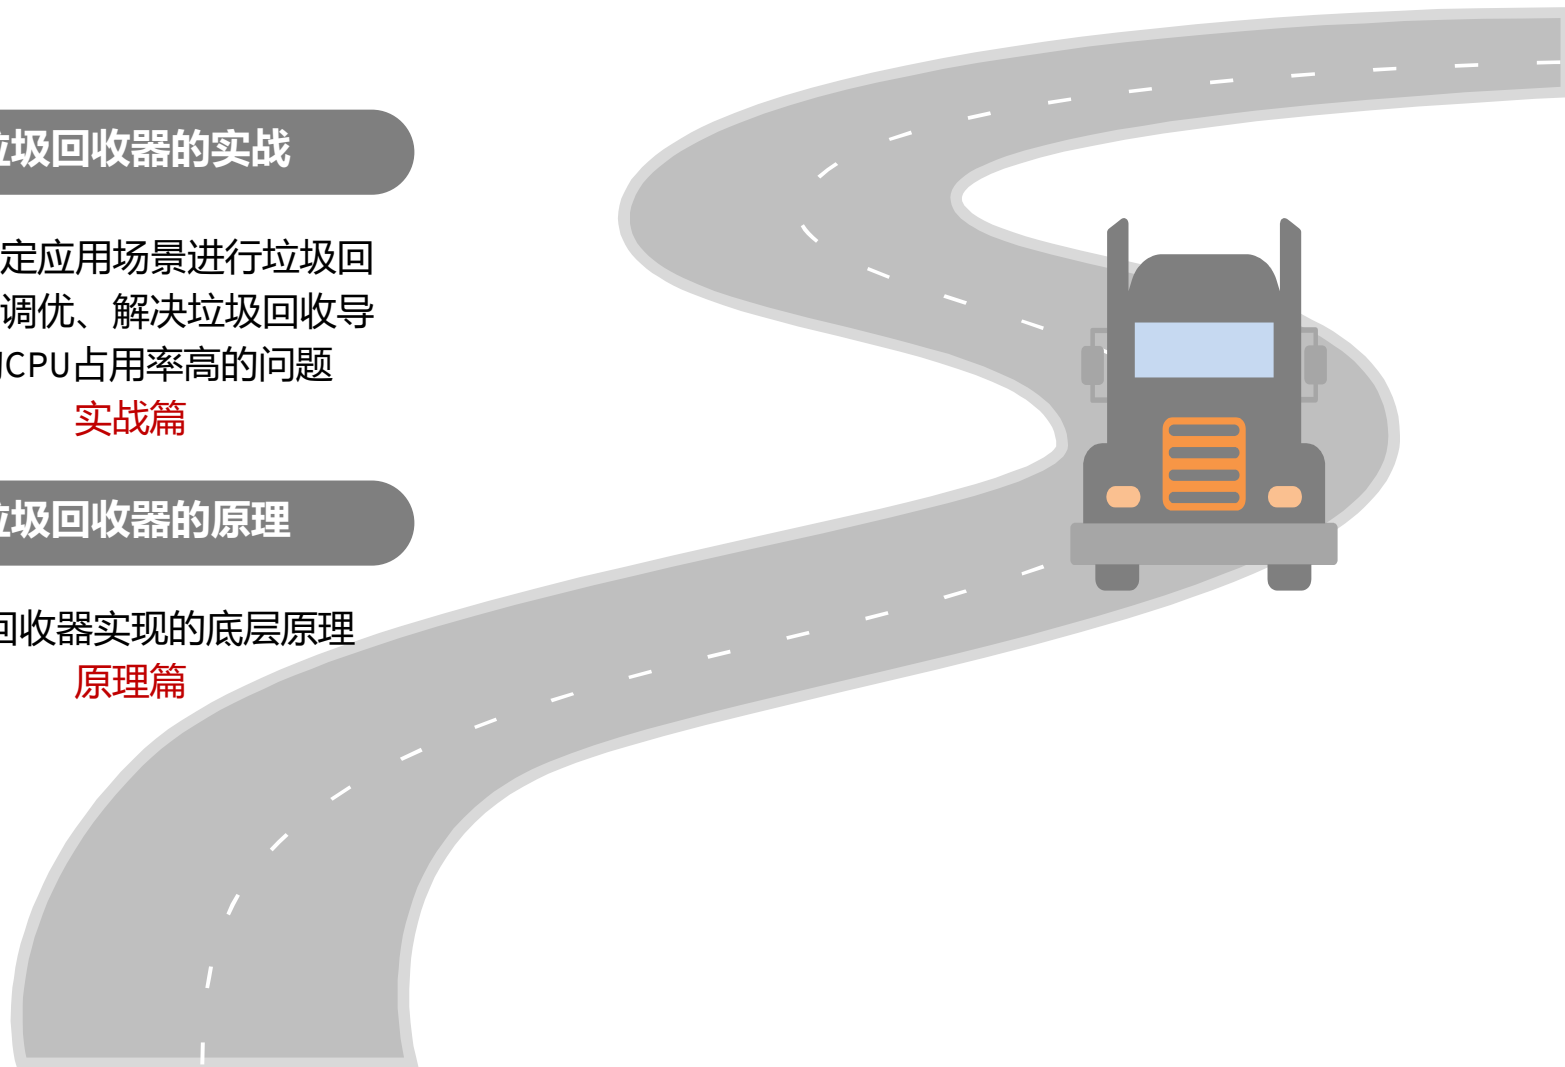 圾回收器的实战
定应用场景进行垃圾回
调优、解决垃圾回收导
CPU占用率高的问题
实战篇
圾回收器的原理
回收器实现的底层原理
原理篇